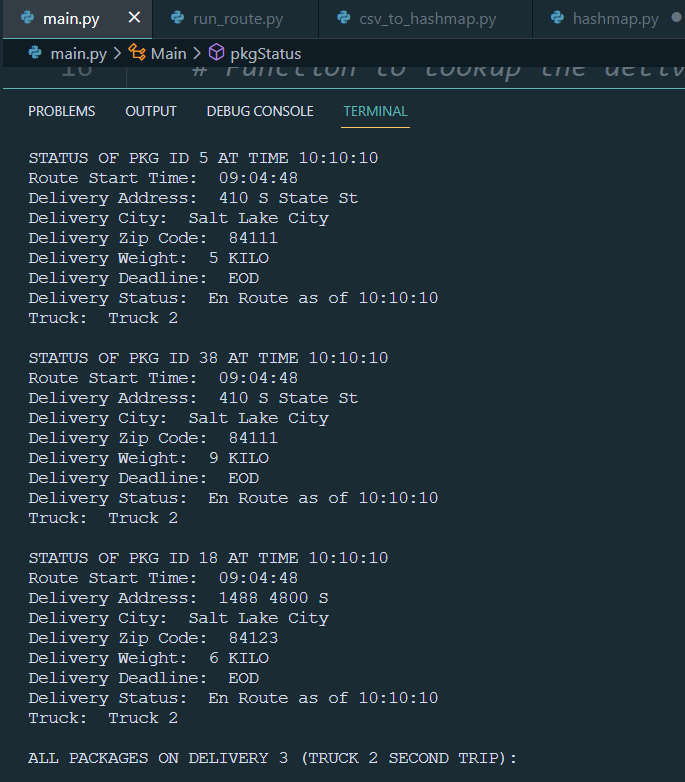 main.py
run_route.py
csv_to_hashmap.py
hashmap.py
main.py > Main > pkgStatus
16 # Function to lookup the deliv
PROBLEMS OUTPUT DEBUG CONSOLE TERMINAL
STATUS OF PKG ID 5 AT TIME 10:10:10
Route Start Time:  09:04:48
Delivery Address:  410 S State St
Delivery City:  Salt Lake City
Delivery Zip Code:  84111
Delivery Weight:  5 KILO
Delivery Deadline:  EOD
Delivery Status:  En Route as of 10:10:10
Truck:  Truck 2
STATUS OF PKG ID 38 AT TIME 10:10:10
Route Start Time:  09:04:48
Delivery Address:  410 S State St
Delivery City:  Salt Lake City
Delivery Zip Code:  84111
Delivery Weight:  9 KILO
Delivery Deadline:  EOD
Delivery Status:  En Route as of 10:10:10
Truck:  Truck 2
STATUS OF PKG ID 18 AT TIME 10:10:10
Route Start Time:  09:04:48
Delivery Address:  1488 4800 S
Delivery City:  Salt Lake City
Delivery Zip Code:  84123
Delivery Weight:  6 KILO
Delivery Deadline:  EOD
Delivery Status:  En Route as of 10:10:10
Truck:  Truck 2
ALL PACKAGES ON DELIVERY 3 (TRUCK 2 SECOND TRIP):